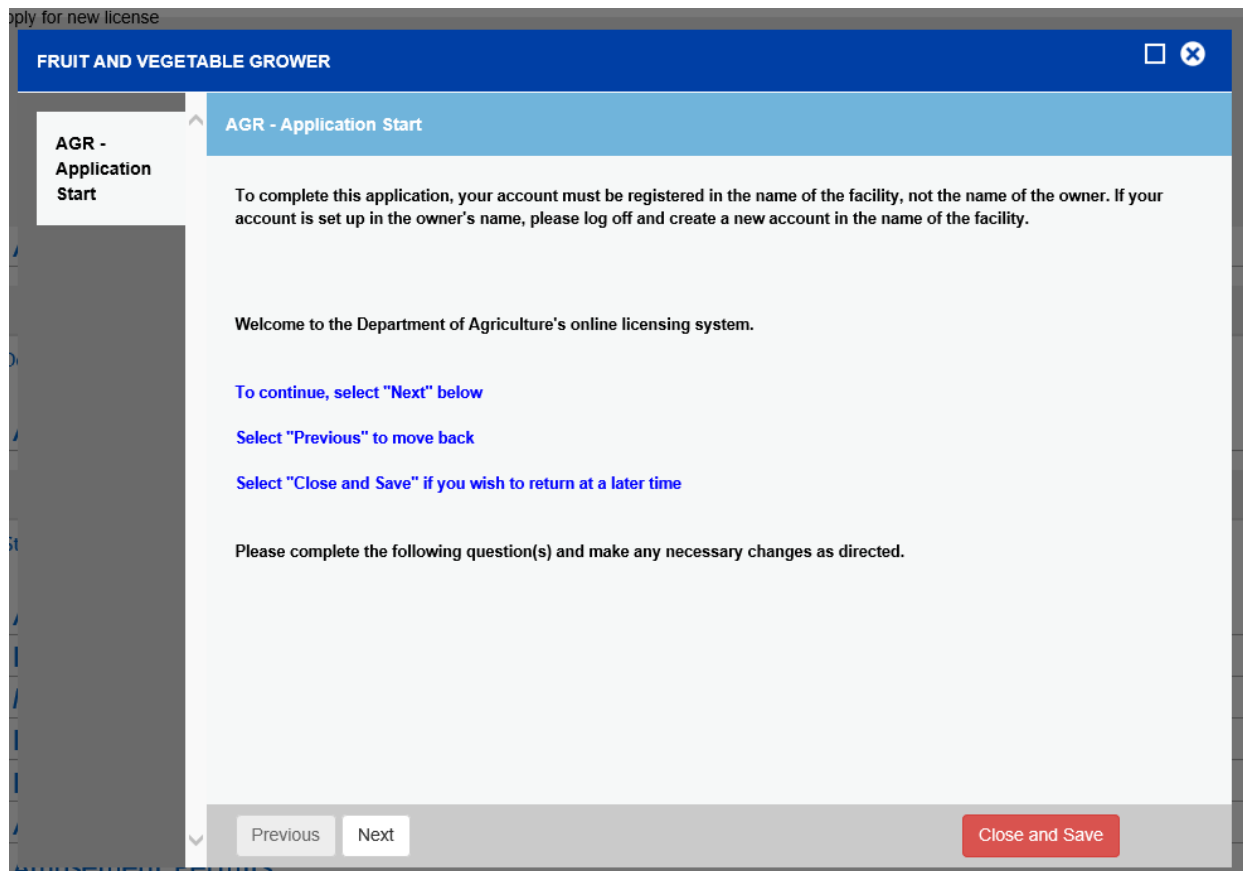 for new license
FRUIT AND VEGETABLE GROWER
AGR -
Application
Start
AGR - Application Start
To complete this application, your account must be registered in the name of the facility, not the name of the owner. If your
account is set up in the owner's name, please log off and create a new account in the name of the facility.
Welcome to the Department of Agriculture's online licensing system.
To continue, select "Next" below
Select "Previous" to move back
Select "Close and Save" if you wish to return at a later time
Please complete the following question(s) and make any necessary changes as directed.
Previous
Next
Close and Save